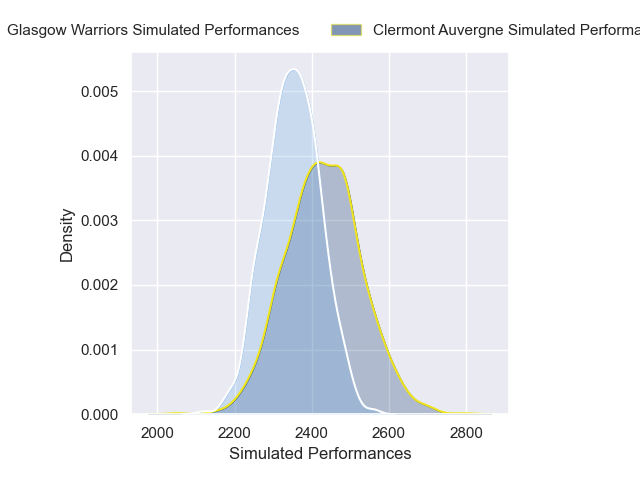 Glasgow Warriors Simulated Performances
Clermont Auvergne Simulated Performa
0.005
0.004
0.003
0.002
0.001
0.000
Density
2000 2200 2400 2600 2800
Simulated Performances